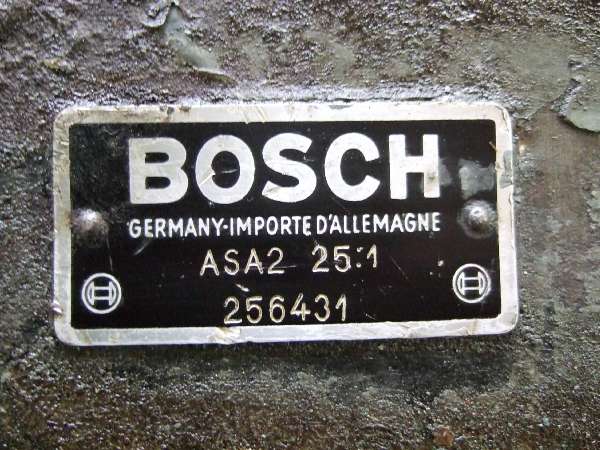 BOSCH
GERMANY-IMPORTE D'ALLEMAGNE
ASA2 25.1
256431